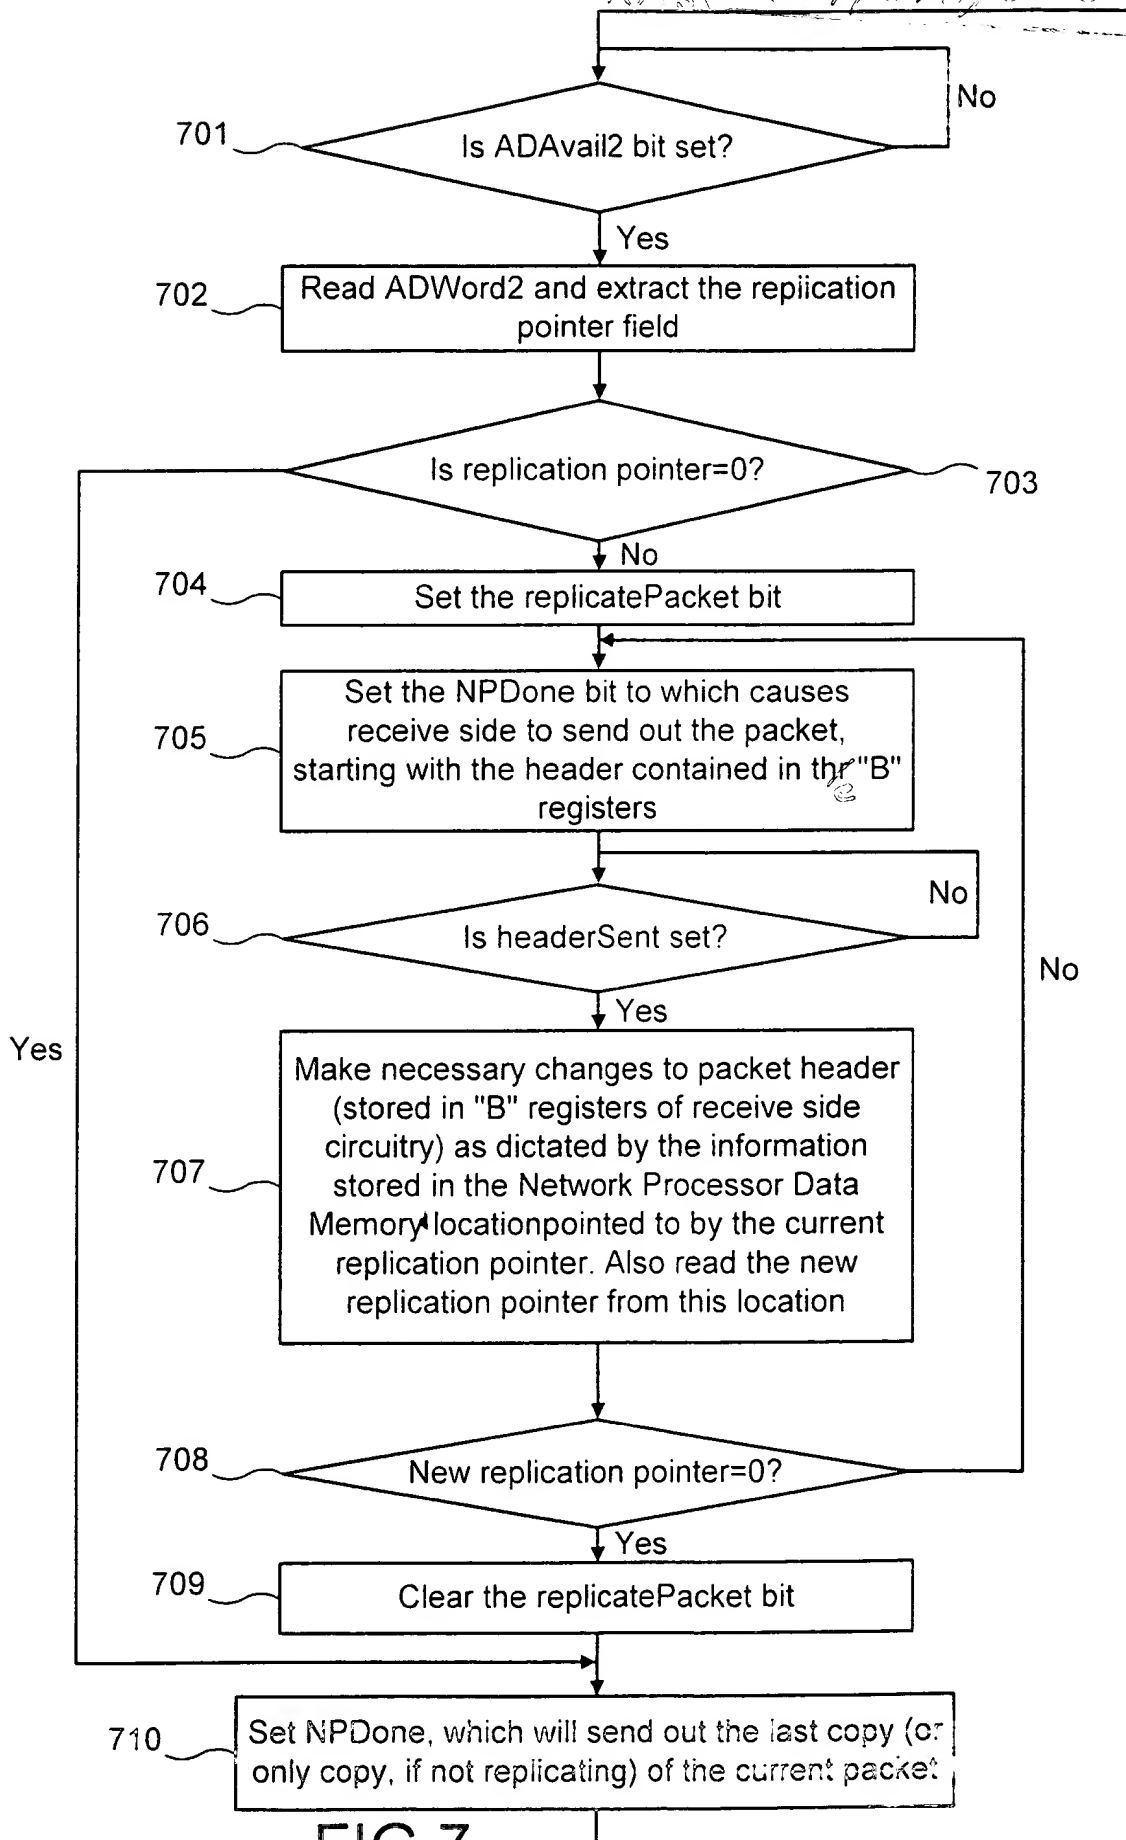 No
701
Is ADAvail2 bit set?
Yes
702
Read ADWord2 and extract the replication
pointer field
Is replication pointer=0?
703
No
704
Set the replicatePacket bit
705
Set the NPDone bit to which causes
receive side to send out the packet,
starting with the header contained in thr "B"
registers
e
No
706
Is headerSent set?
No
Yes
Yes
707
Make necessary changes to packet header
(stored in "B" registers of receive side
circuitry) as dictated by the information
stored in the Network Processor Data
Memory locationpointed to by the current
replication pointer. Also read the new
replication pointer from this location
708
New replication pointer=0?
Yes
709
Clear the replicatePacket bit
710
Set NPDone, which will send out the last copy (or
only copy, if not replicating) of the current packet
FIG 7